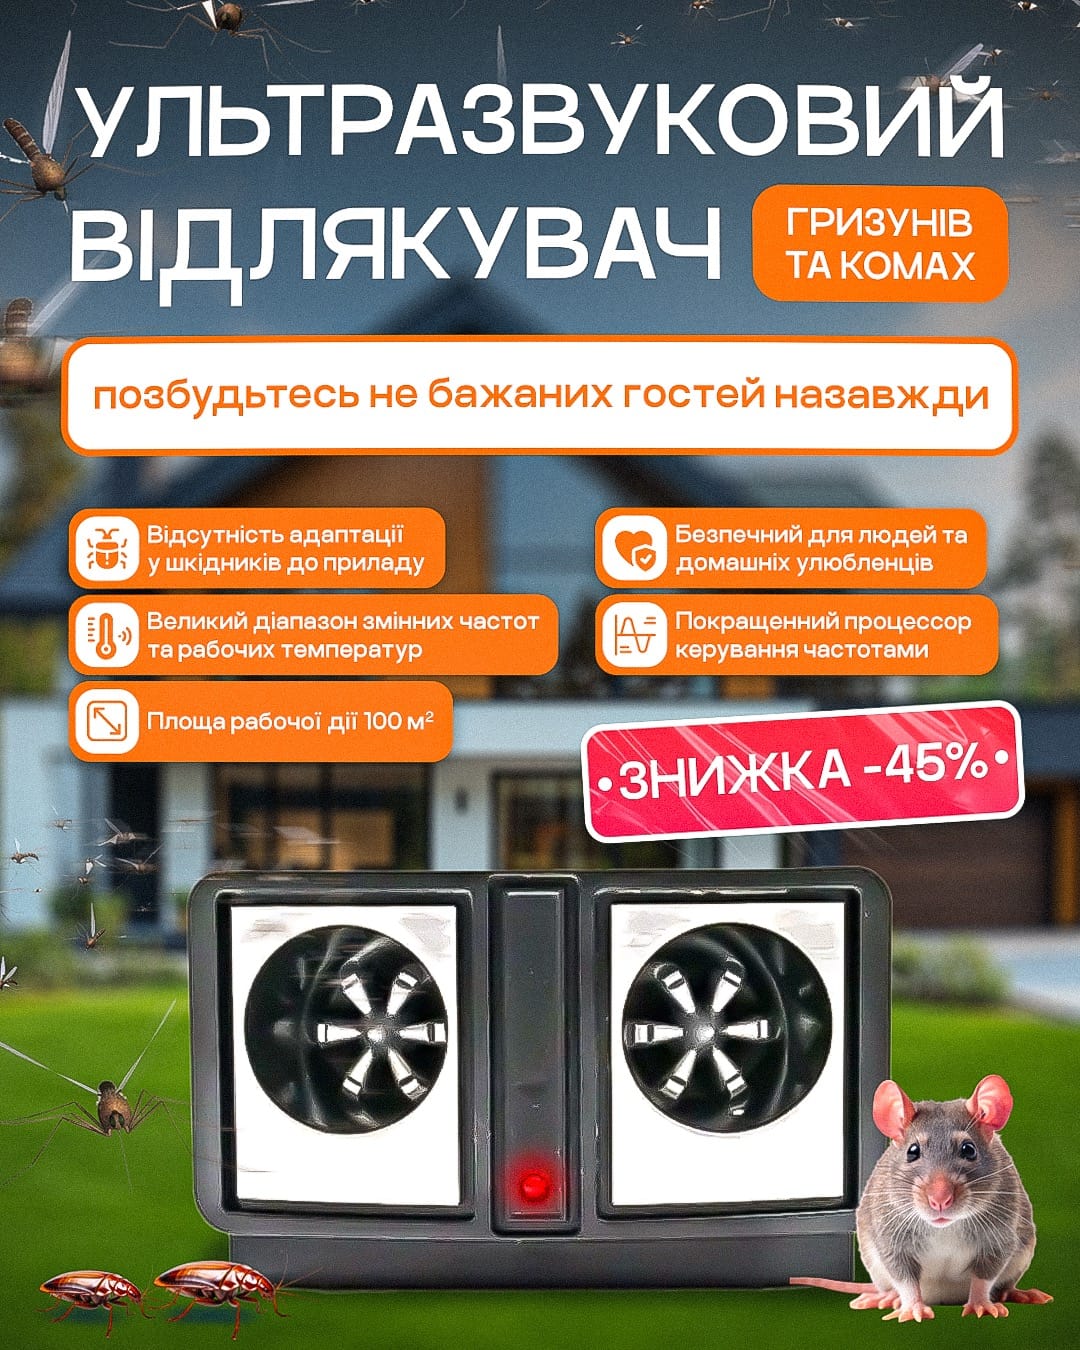 УЛЬТРАЗВУКОВИЙ
ВІДЛЯКУВАЧ
ГРИЗУНІВ
ТА КОМАХ
позбудьтесь не бажаних гостей назавжди
Відсутність адаптації
у шкідників до приладу
Безпечний для людей та
домашніх улюбленців
Великий діапазон змінних частот
та рабочих температур
Покращенний процессор
керування частотами
Площа рабочої дії 100 м²
•ЗНИЖКА -45%•